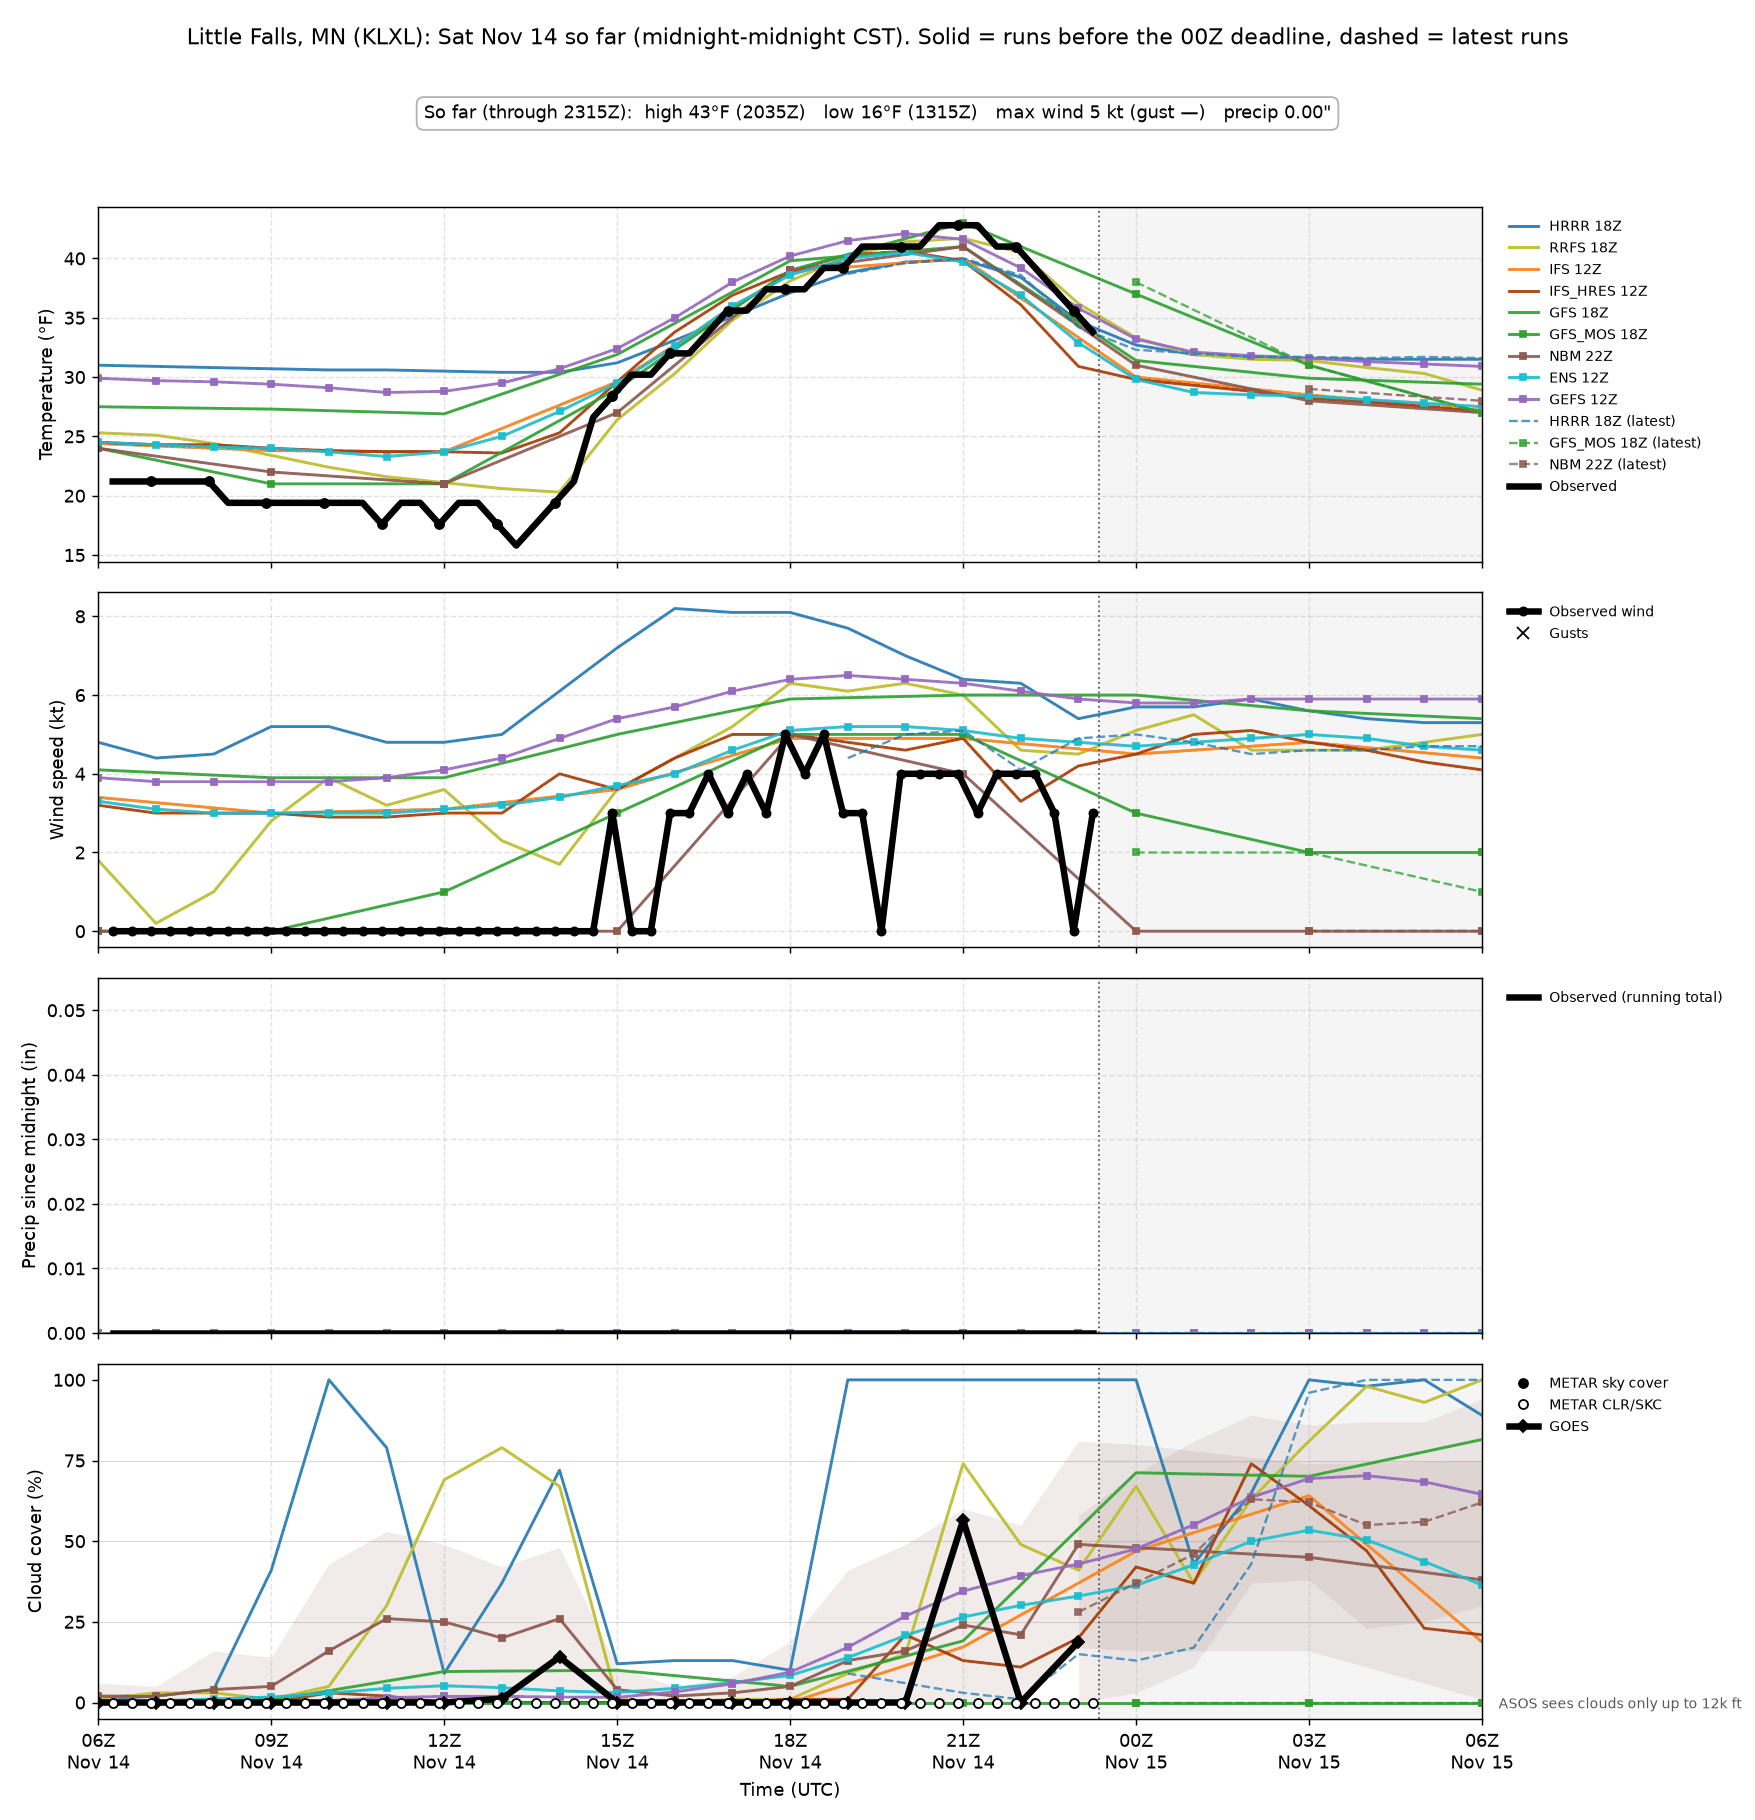 Little Falls, MN (KLXL): Sat Nov 14 so far (midnight-midnight CST). Solid = runs before the 00Z deadline, dashed = latest runs
So far (through 2315Z):  high 43°F (2035Z)   low 16°F (1315Z)   max wind 5 kt (gust —)   precip 0.00"
Temperature (°F)
40
35
30
25
20
15
HRRR 18Z
RRFS 18Z
IFS 12Z
IFS_HRES 12Z
GFS 18Z
GFS_MOS 18Z
NBM 22Z
ENS 12Z
GEFS 12Z
HRRR 18Z (latest)
GFS_MOS 18Z (latest)
NBM 22Z (latest)
Observed
Wind speed (kt)
8
6
4
2
0
Observed wind
Gusts
Precip since midnight (in)
0.05
0.04
0.03
0.02
0.01
0.00
Observed (running total)
Cloud cover (%)
100
75
50
25
0
METAR sky cover
METAR CLR/SKC
GOES
ASOS sees clouds only up to 12k ft
06Z
Nov 14
09Z
Nov 14
12Z
Nov 14
15Z
Nov 14
18Z
Nov 14
21Z
Nov 14
00Z
Nov 15
03Z
Nov 15
06Z
Nov 15
Time (UTC)